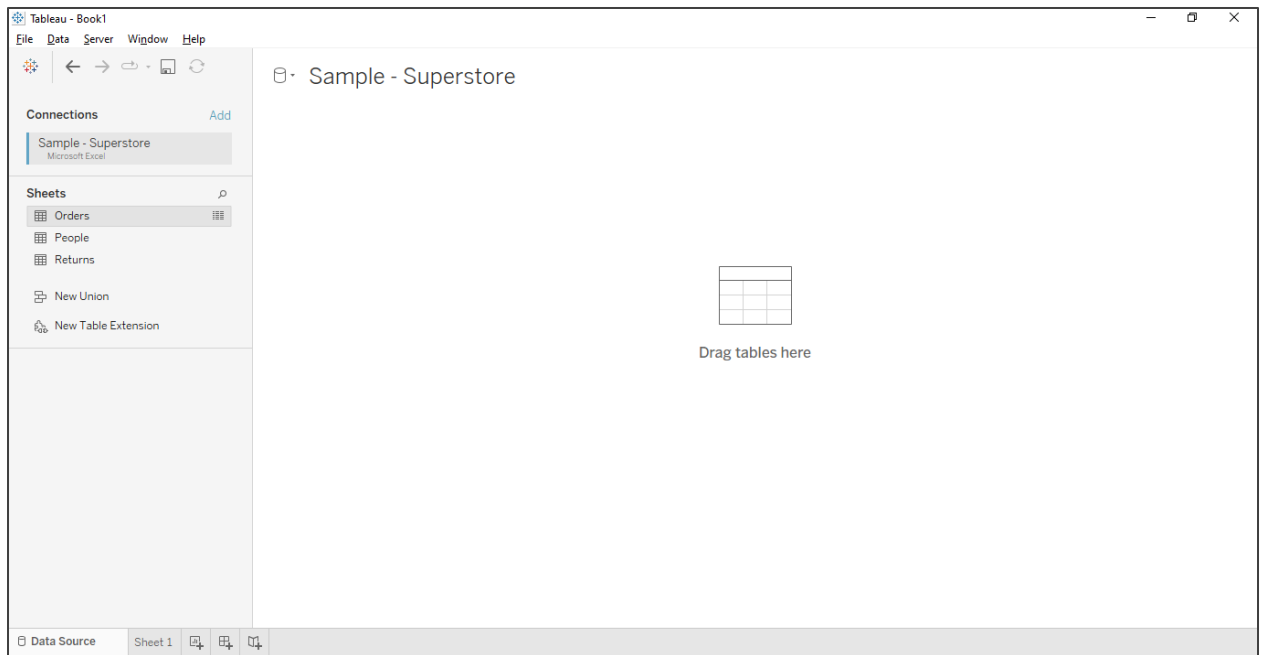 Tableau - Book1
File Data Server Window Help
Sample - Superstore
Connections Add
Sample - Superstore
Microsoft Excel
Sheets
Orders
People
Returns
New Union
New Table Extension
Drag tables here
Data Source Sheet 1